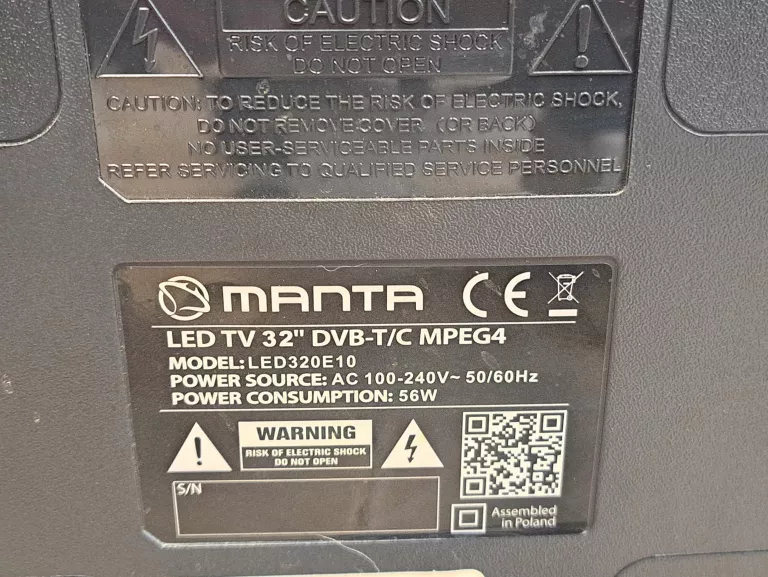 CAUTION
RISK OF ELECTRIC SHOCK
DO NOT OPEN
CAUTION: TO REDUCE THE RISK OF ELECTRIC SHOCK,
DO NOT REMOVE COVER (OR BACK)
NO USER-SERVICEABLE PARTS INSIDE
REFER SERVICING TO QUALIFIED SERVICE PERSONNEL
MANTA CE
LED TV 32" DVB-T/C MPEG4
MODEL: LED320E10
POWER SOURCE: AC 100-240V~ 50/60Hz
POWER CONSUMPTION: 56W
WARNING
RISK OF ELECTRIC SHOCK
DO NOT OPEN
S/N
Assembled
in Poland